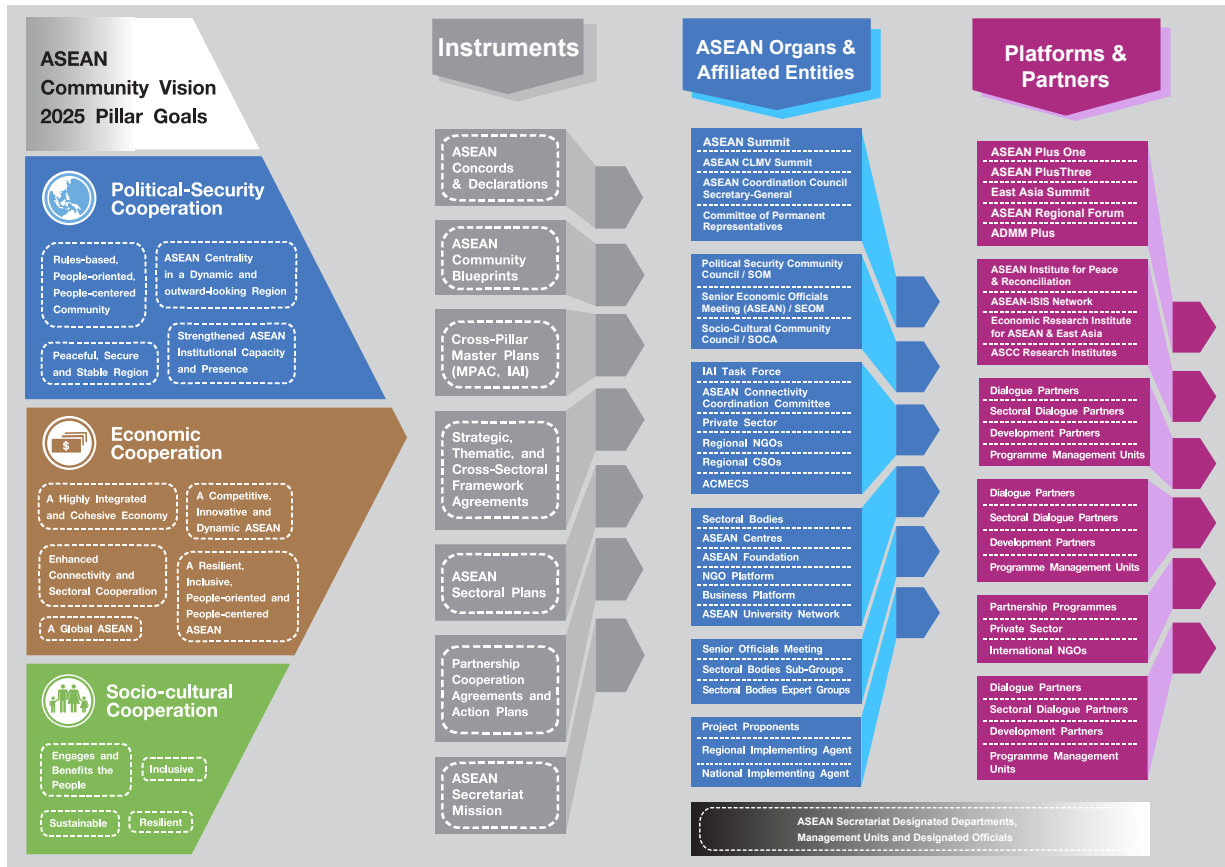 ASEAN
Community Vision
2025 Pillar Goals
Political-Security
Cooperation
Rules-based,
People-oriented,
People-centered
Community
ASEAN Centrality
in a Dynamic and
outward-looking Region
Peaceful, Secure
and Stable Region
Strengthened ASEAN
Institutional Capacity
and Presence
Economic
Cooperation
$
A Highly Integrated
and Cohesive Economy
A Competitive,
Innovative and
Dynamic ASEAN
Enhanced
Connectivity and
Sectoral Cooperation
A Resilient,
Inclusive,
People-oriented and
People-centered
ASEAN
A Global ASEAN
Socio-cultural
Cooperation
Engages and
Benefits the
People
Inclusive
Sustainable
Resilient
Instruments
ASEAN
Concords
& Declarations
ASEAN
Community
Blueprints
Cross-Pillar
Master Plans
(MPAC, IAI)
Strategic,
Thematic, and
Cross-Sectoral
Framework
Agreements
ASEAN
Sectoral Plans
Partnership
Cooperation
Agreements and
Action Plans
ASEAN
Secretariat
Mission
ASEAN Organs &
Affiliated Entities
ASEAN Summit
ASEAN CLMV Summit
ASEAN Coordination Council
Secretary-General
Committee of Permanent
Representatives
Political Security Community
Council / SOM
Senior Economic Officials
Meeting (ASEAN) / SEOM
Socio-Cultural Community
Council / SOCA
IAI Task Force
ASEAN Connectivity
Coordination Committee
Private Sector
Regional NGOs
Regional CSOs
ACMECS
Sectoral Bodies
ASEAN Centres
ASEAN Foundation
NGO Platform
Business Platform
ASEAN University Network
Senior Officials Meeting
Sectoral Bodies Sub-Groups
Sectoral Bodies Expert Groups
Project Proponents
Regional Implementing Agent
National Implementing Agent
Platforms &
Partners
ASEAN Plus One
ASEAN PlusThree
East Asia Summit
ASEAN Regional Forum
ADMM Plus
ASEAN Institute for Peace
& Reconciliation
ASEAN-ISIS Network
Economic Research Institute
for ASEAN & East Asia
ASCC Research Institutes
Dialogue Partners
Sectoral Dialogue Partners
Development Partners
Programme Management Units
Dialogue Partners
Sectoral Dialogue Partners
Development Partners
Programme Management Units
Partnership Programmes
Private Sector
International NGOs
Dialogue Partners
Sectoral Dialogue Partners
Development Partners
Programme Management
Units
ASEAN Secretariat Designated Departments,
Management Units and Designated Officials